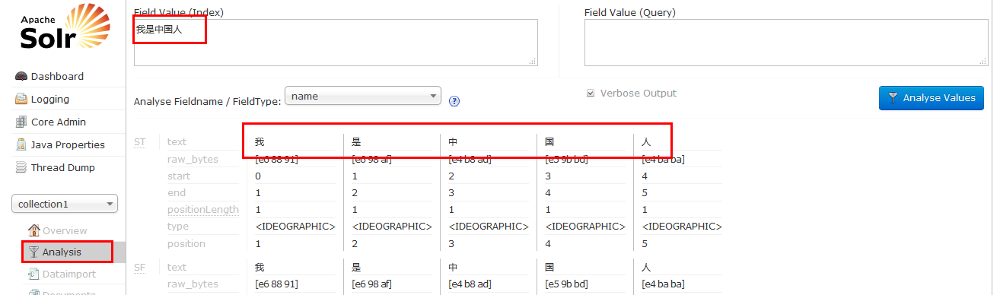 Apache
Solr
Dashboard
Logging
Core Admin
Java Properties
Thread Dump
collection1
Overview
Analysis
Dataimport
Documents
Field Value (Index)
我是中国人
Field Value (Query)
Analyse Fieldname / FieldType: name ?
Verbose Output
Analyse Values
ST text 我 是 中 国 人
raw_bytes [e6 88 91] [e6 98 af] [e4 b8 ad] [e5 9b bd] [e4 ba ba]
start 0 1 2 3 4
end 1 2 3 4 5
positionLength 1 1 1 1 1
type <IDEOGRAPHIC> <IDEOGRAPHIC> <IDEOGRAPHIC> <IDEOGRAPHIC> <IDEOGRAPHIC>
position 1 2 3 4 5
SF text 我 是 中 国 人
raw_bytes [e6 88 91] [e6 98 af] [e4 b8 ad] [e5 9b bd] [e4 ba ba]